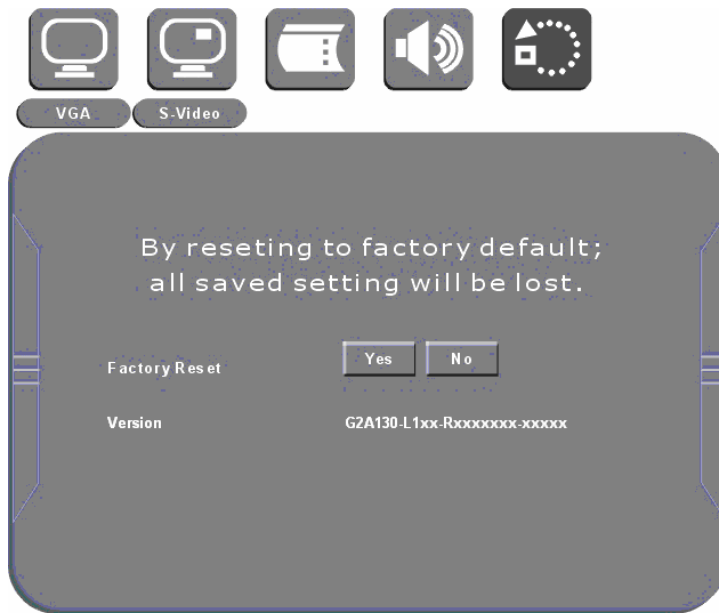 VGA S-Video
By reseting to factory default;
all saved setting will be lost.
Factory Reset Yes No
Version G2A130-L1xx-Rxxxxxxx-xxxxx